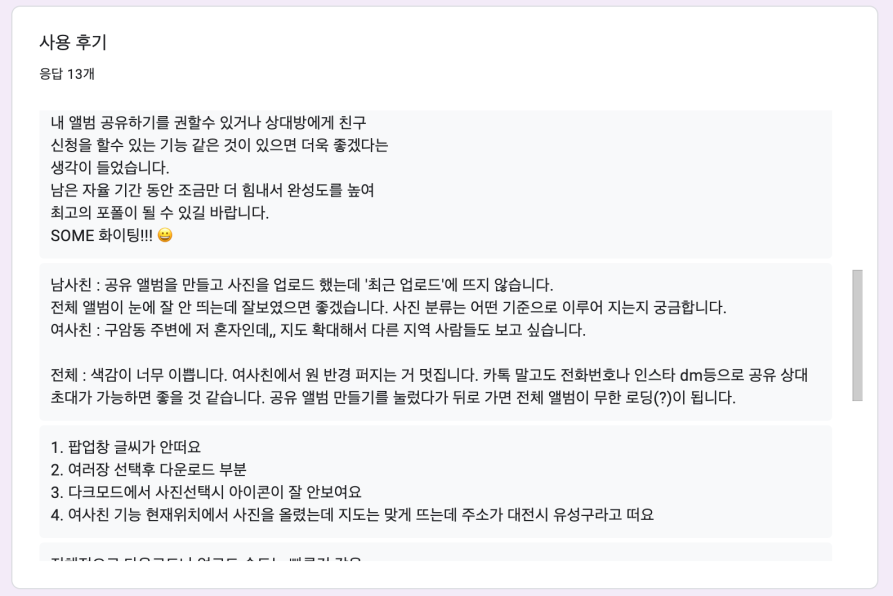 사용 후기
응답 13개
내 앨범 공유하기를 권할수 있거나 상대방에게 친구
신청을 할수 있는 기능 같은 것이 있으면 더욱 좋겠다는
생각이 들었습니다.
남은 자율 기간 동안 조금만 더 힘내서 완성도를 높여
최고의 포폴이 될 수 있길 바랍니다.
SOME 화이팅!!! 😀
남사친 : 공유 앨범을 만들고 사진을 업로드 했는데 '최근 업로드'에 뜨지 않습니다.
전체 앨범이 눈에 잘 안 띄는데 잘보였으면 좋겠습니다. 사진 분류는 어떤 기준으로 이루어 지는지 궁금합니다.
여사친 : 구암동 주변에 저 혼자인데,, 지도 확대해서 다른 지역 사람들도 보고 싶습니다.
전체 : 색감이 너무 이쁩니다. 여사친에서 원 반경 퍼지는 거 멋집니다. 카톡 말고도 전화번호나 인스타 dm등으로 공유 상대
초대가 가능하면 좋을 것 같습니다. 공유 앨범 만들기를 눌렀다가 뒤로 가면 전체 앨범이 무한 로딩(?)이 됩니다.
1. 팝업창 글씨가 안떠요
2. 여러장 선택후 다운로드 부분
3. 다크모드에서 사진선택시 아이콘이 잘 안보여요
4. 여사친 기능 현재위치에서 사진을 올렸는데 지도는 맞게 뜨는데 주소가 대전시 유성구라고 떠요